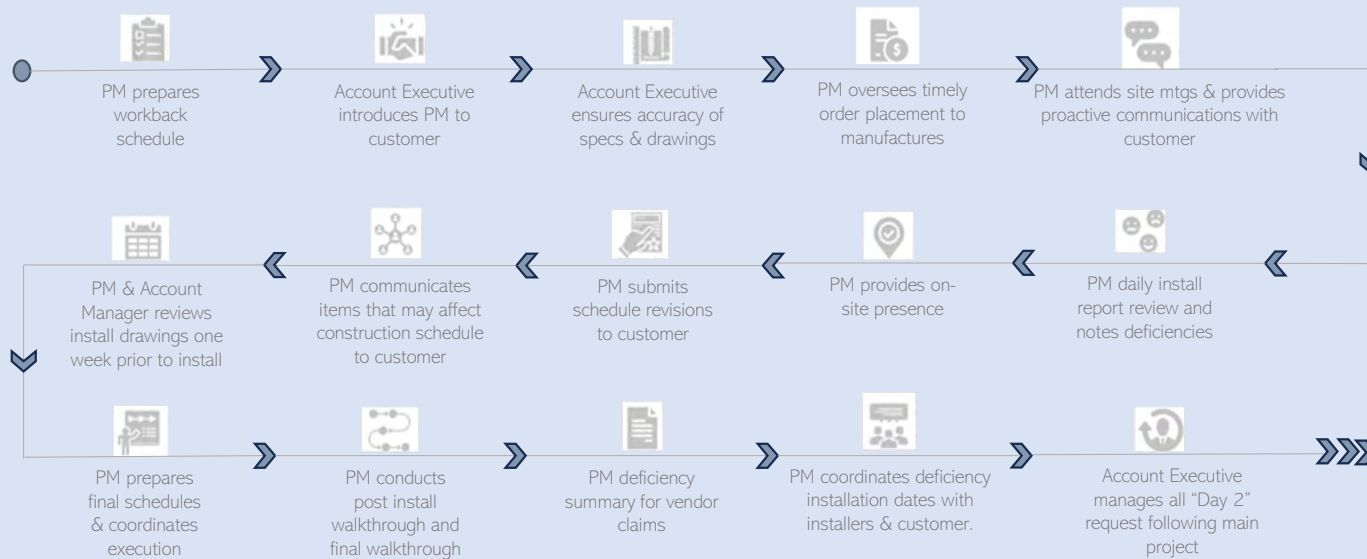 PM prepares
workback
schedule
Account Executive
introduces PM to
customer
Account Executive
ensures accuracy of
specs & drawings
PM oversees timely
order placement to
manufactures
PM attends site mtgs & provides
proactive communications with
customer
PM daily install
report review and
notes deficiencies
PM provides on-
site presence
PM submits
schedule revisions
to customer
PM communicates
items that may affect
construction schedule
to customer
PM & Account
Manager reviews
install drawings one
week prior to install
PM prepares
final schedules
& coordinates
execution
PM conducts
post install
walkthrough and
final walkthrough
PM deficiency
summary for vendor
claims
PM coordinates deficiency
installation dates with
installers & customer.
Account Executive
manages all “Day 2”
request following main
project